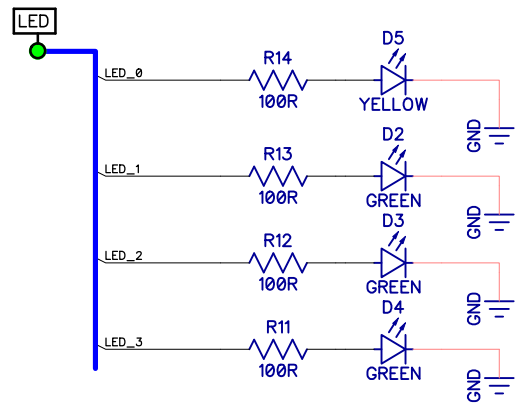 LED
LED_0
R14
100R
D5
YELLOW
GND
LED_1
R13
100R
D2
GREEN
GND
LED_2
R12
100R
D3
GREEN
GND
LED_3
R11
100R
D4
GREEN
GND